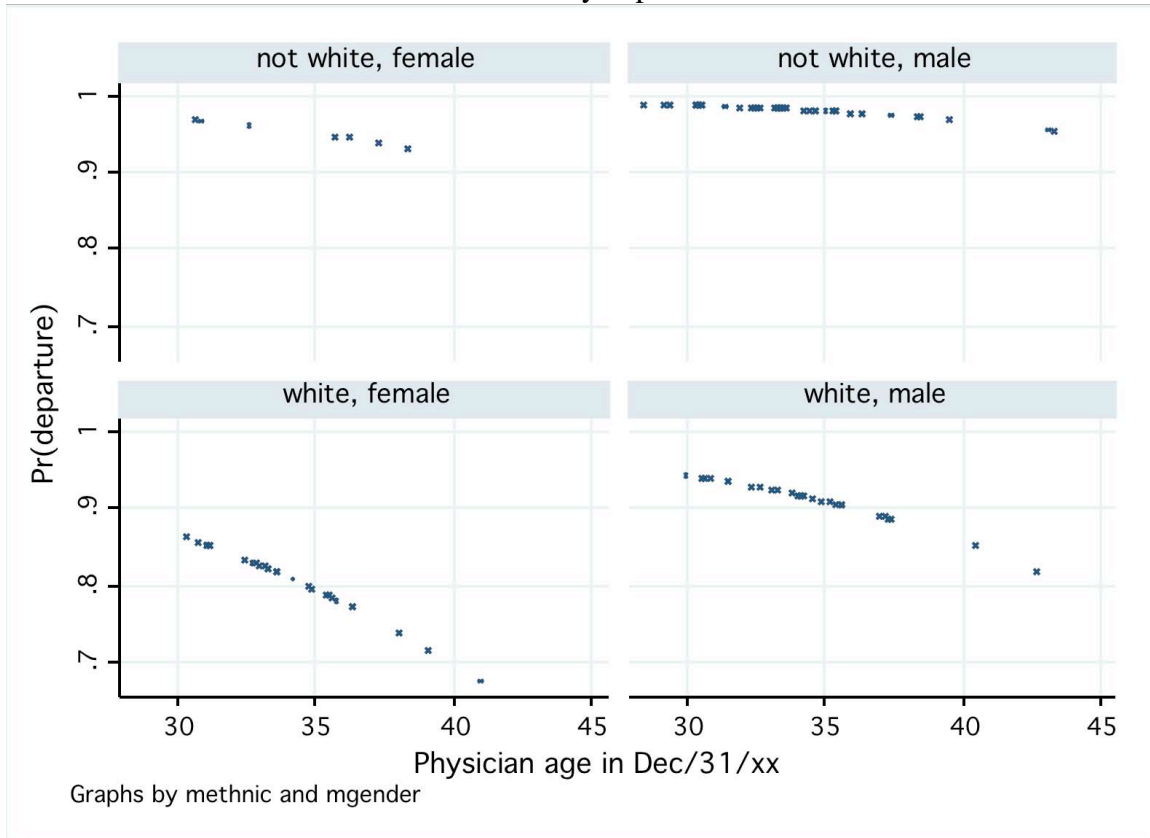 not white, female
not white, male
1
.9
.8
.7
white, female
white, male
1
.9
.8
.7
Pr(departure)
30 35 40 45 30 35 40 45
Physician age in Dec/31/xx
Graphs by methnic and mgender